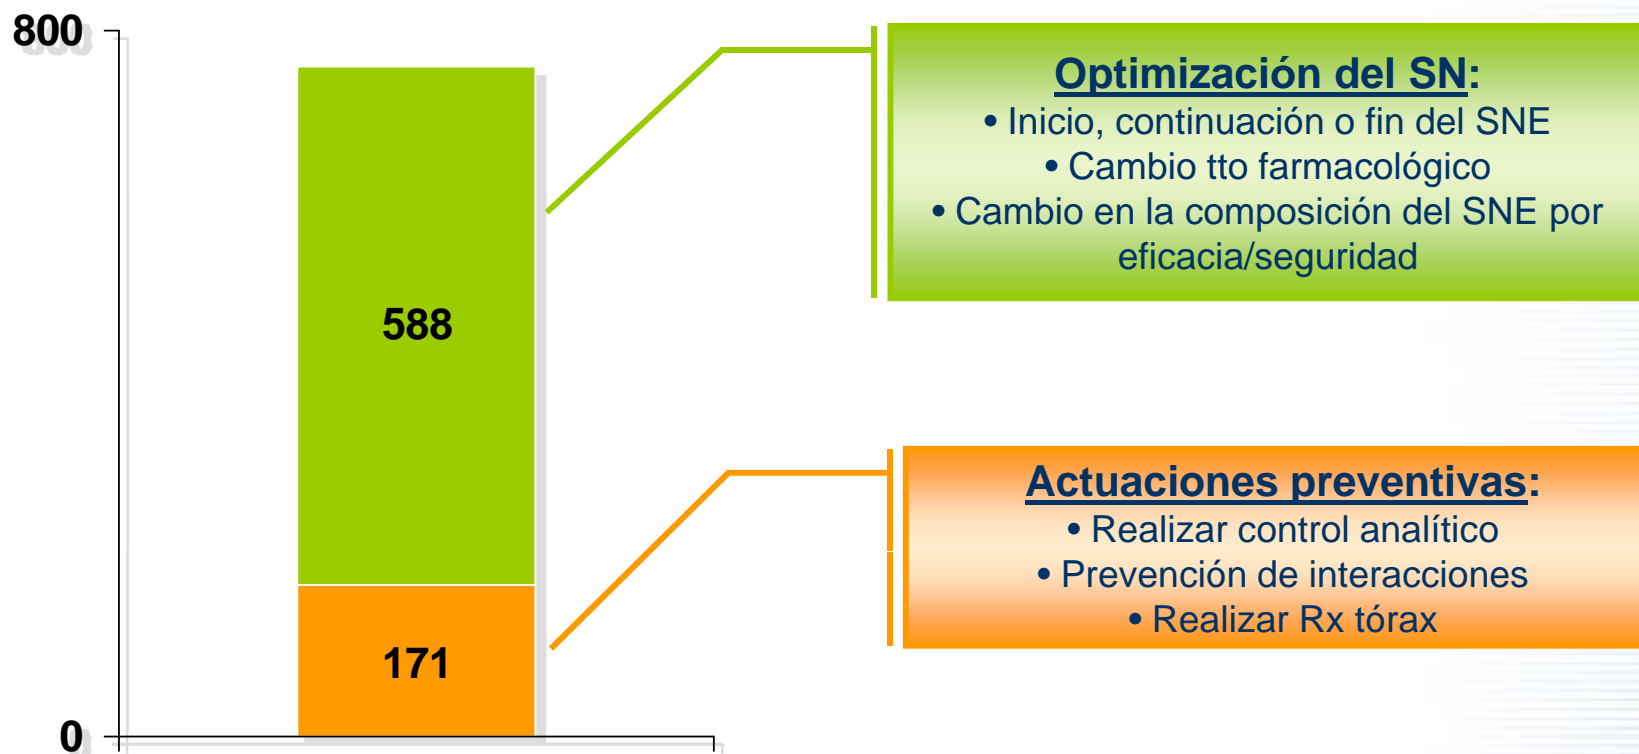 800
588
171
0
Optimización del SN:
• Inicio, continuación o fin del SNE
• Cambio tto farmacológico
• Cambio en la composición del SNE por
eficacia/seguridad
Actuaciones preventivas:
• Realizar control analítico
• Prevención de interacciones
• Realizar Rx tórax